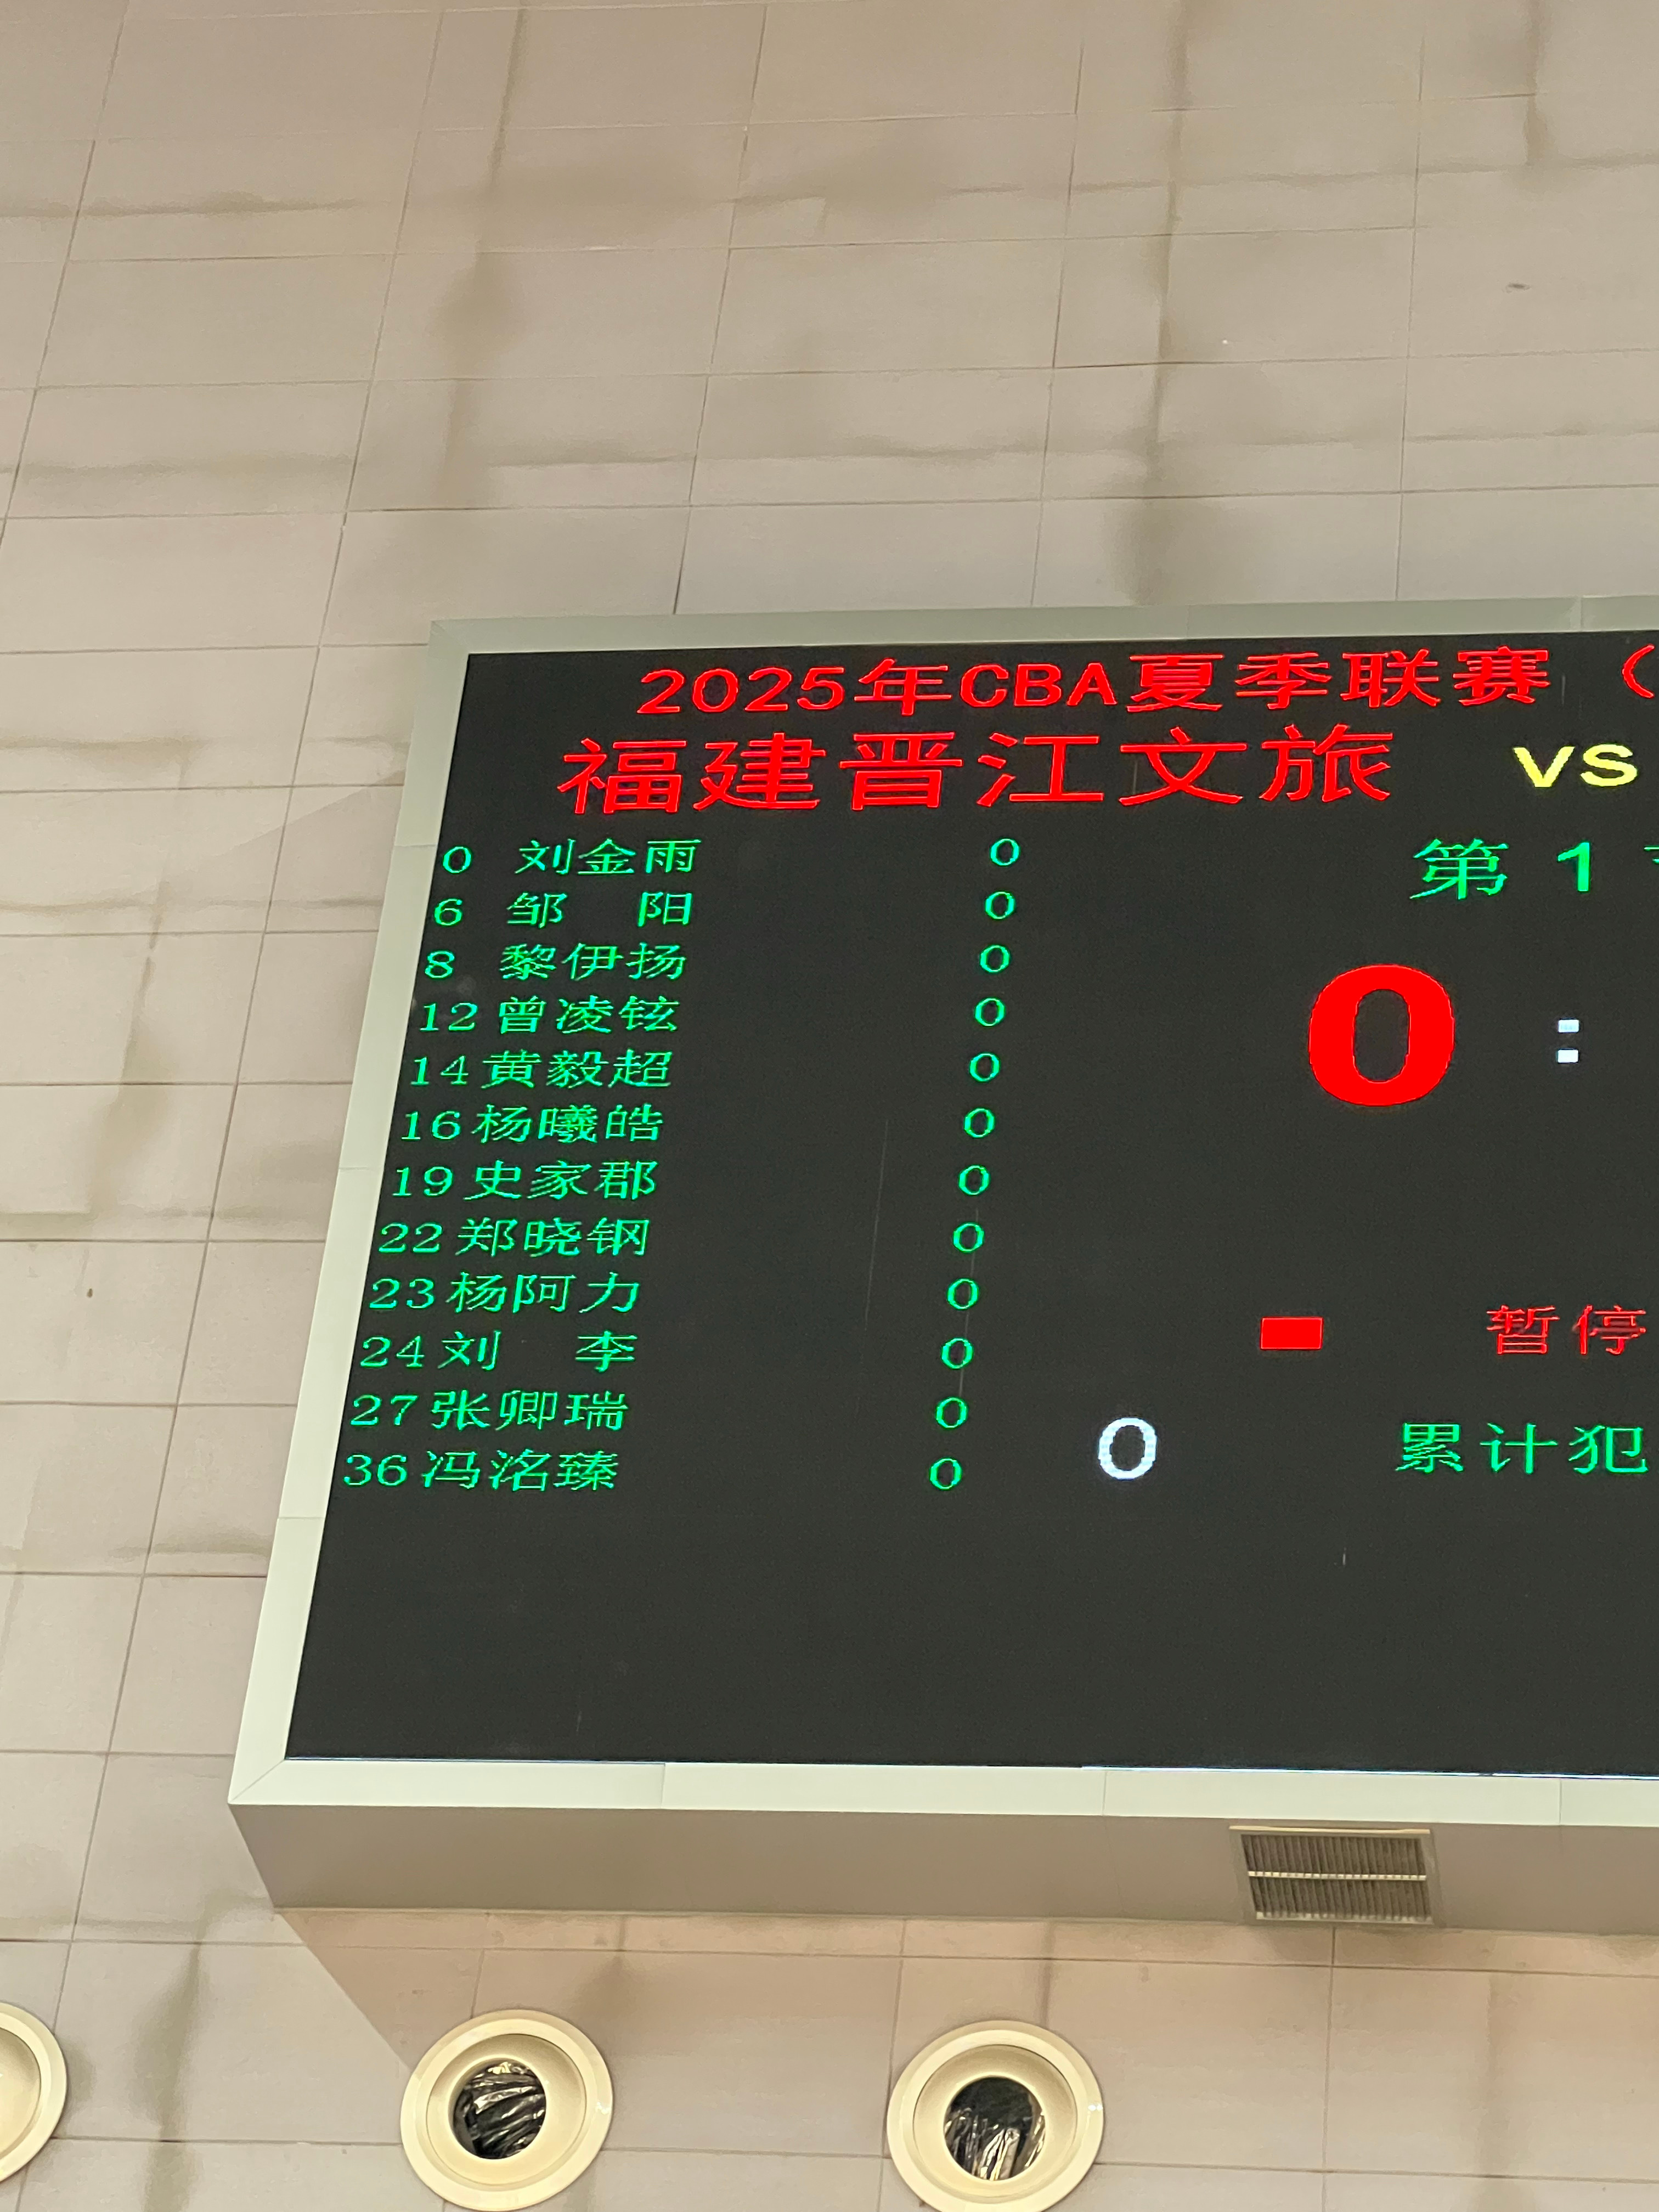 2025年CBA夏季联赛（
福建晋江文旅 VS
0 刘金雨 0
第 1
6 邹 阳 0
8 黎伊扬 0
12 曾凌铉 0
0 :
14 黄毅超 0
16 杨曦皓 0
19 史家郡 0
22 郑晓钢 0
23 杨阿力 0
暂停
24 刘 李 0
27 张卿瑞 0
0 累计犯
36 冯洺臻 0